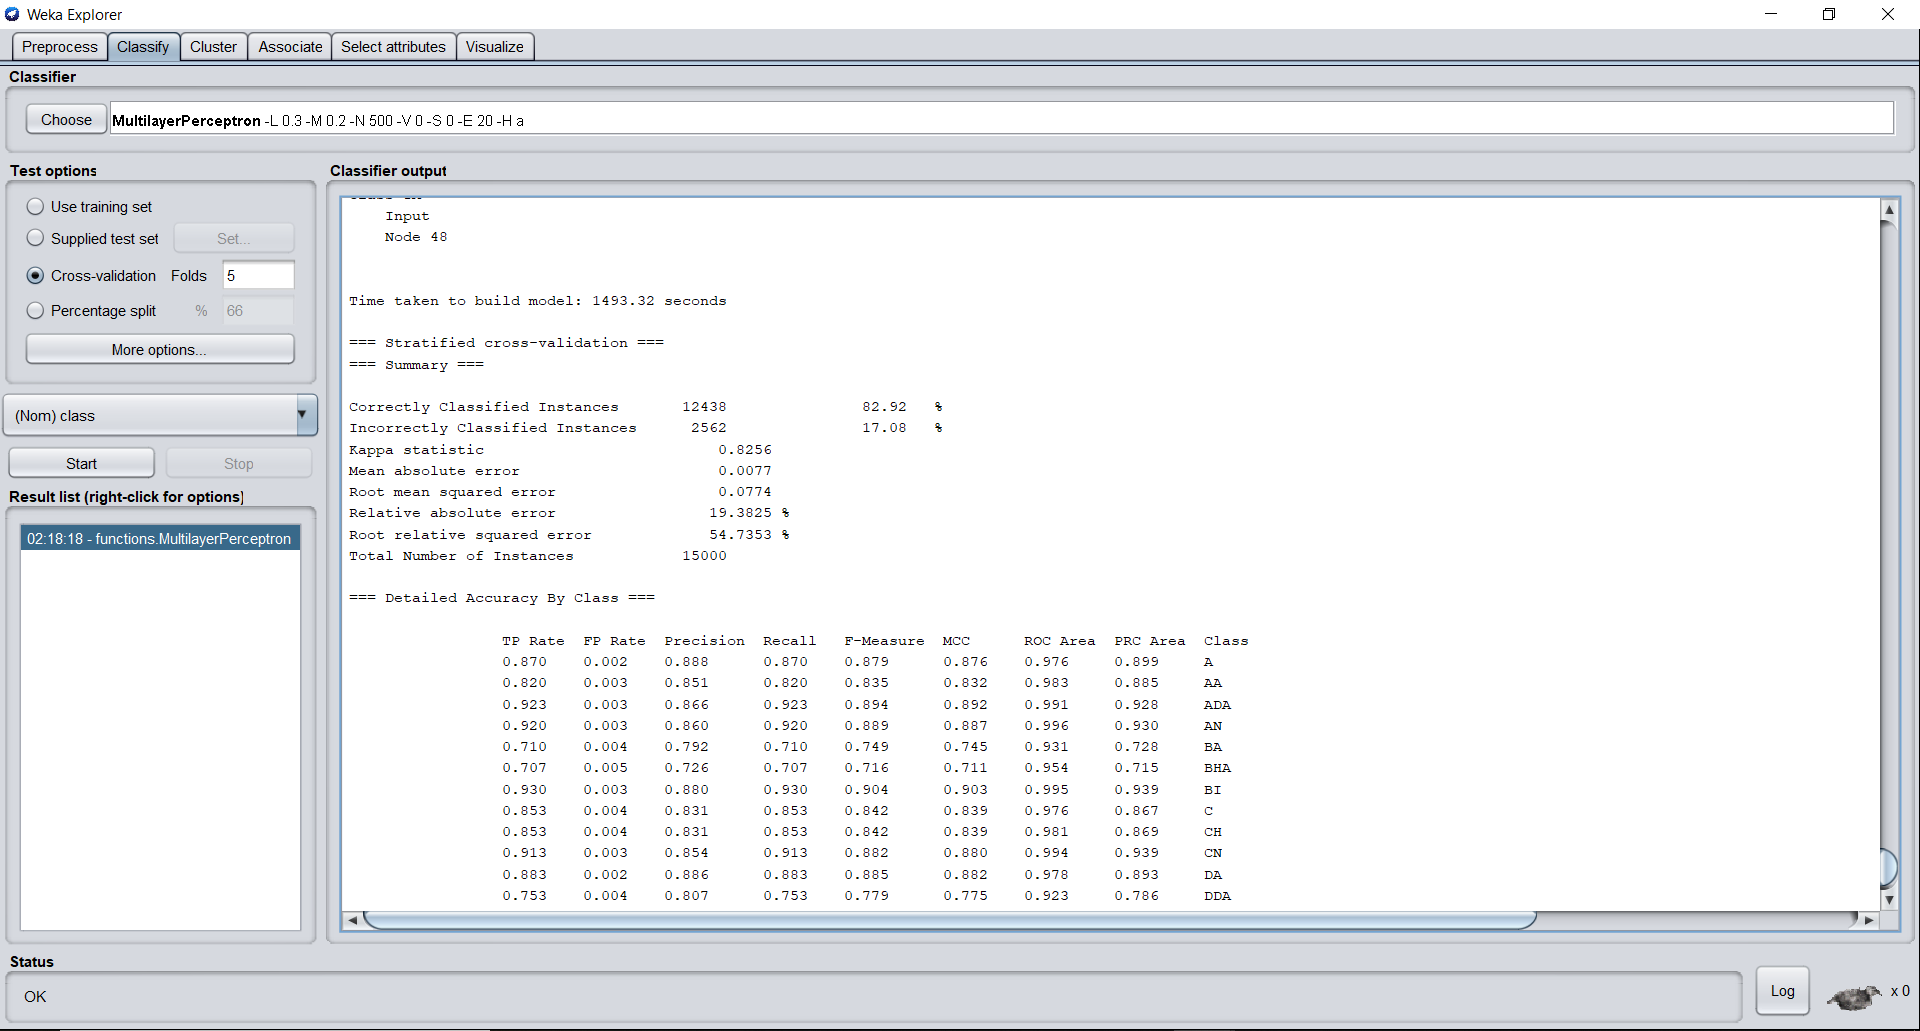 Weka Explorer
Preprocess Classify Cluster Associate Select attributes Visualize
Classifier
Choose MultilayerPerceptron -L 0.3 -M 0.2 -N 500 -V 0 -S 0 -E 20 -H a
Test options
Use training set
Supplied test set Set...
Cross-validation Folds 5
Percentage split % 66
More options...
(Nom) class
Start Stop
Result list (right-click for options)
02:18:18 - functions.MultilayerPerceptron
Classifier output
Input
Node 48
Time taken to build model: 1493.32 seconds
=== Stratified cross-validation ===
=== Summary ===
Correctly Classified Instances 12438 82.92 %
Incorrectly Classified Instances 2562 17.08 %
Kappa statistic 0.8256
Mean absolute error 0.0077
Root mean squared error 0.0774
Relative absolute error 19.3825 %
Root relative squared error 54.7353 %
Total Number of Instances 15000
=== Detailed Accuracy By Class ===
TP Rate FP Rate Precision Recall F-Measure MCC ROC Area PRC Area Class
0.870 0.002 0.888 0.870 0.879 0.876 0.976 0.899 A
0.820 0.003 0.851 0.820 0.835 0.832 0.983 0.885 AA
0.923 0.003 0.866 0.923 0.894 0.892 0.991 0.928 ADA
0.920 0.003 0.860 0.920 0.889 0.887 0.996 0.930 AN
0.710 0.004 0.792 0.710 0.749 0.745 0.931 0.728 BA
0.707 0.005 0.726 0.707 0.716 0.711 0.954 0.715 BHA
0.930 0.003 0.880 0.930 0.904 0.903 0.995 0.939 BI
0.853 0.004 0.831 0.853 0.842 0.839 0.976 0.867 C
0.853 0.004 0.831 0.853 0.842 0.839 0.981 0.869 CH
0.913 0.003 0.854 0.913 0.882 0.880 0.994 0.939 CN
0.883 0.002 0.886 0.883 0.885 0.882 0.978 0.893 DA
0.753 0.004 0.807 0.753 0.779 0.775 0.923 0.786 DDA
Status
OK
Log
x 0